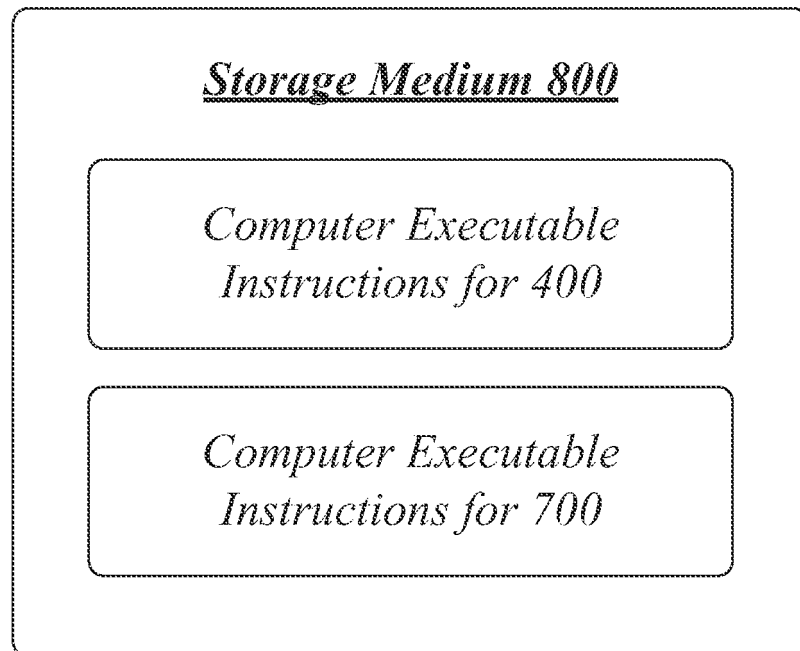 Storage Medium 800
Computer Executable
Instructions for 400
Computer Executable
Instructions for 700